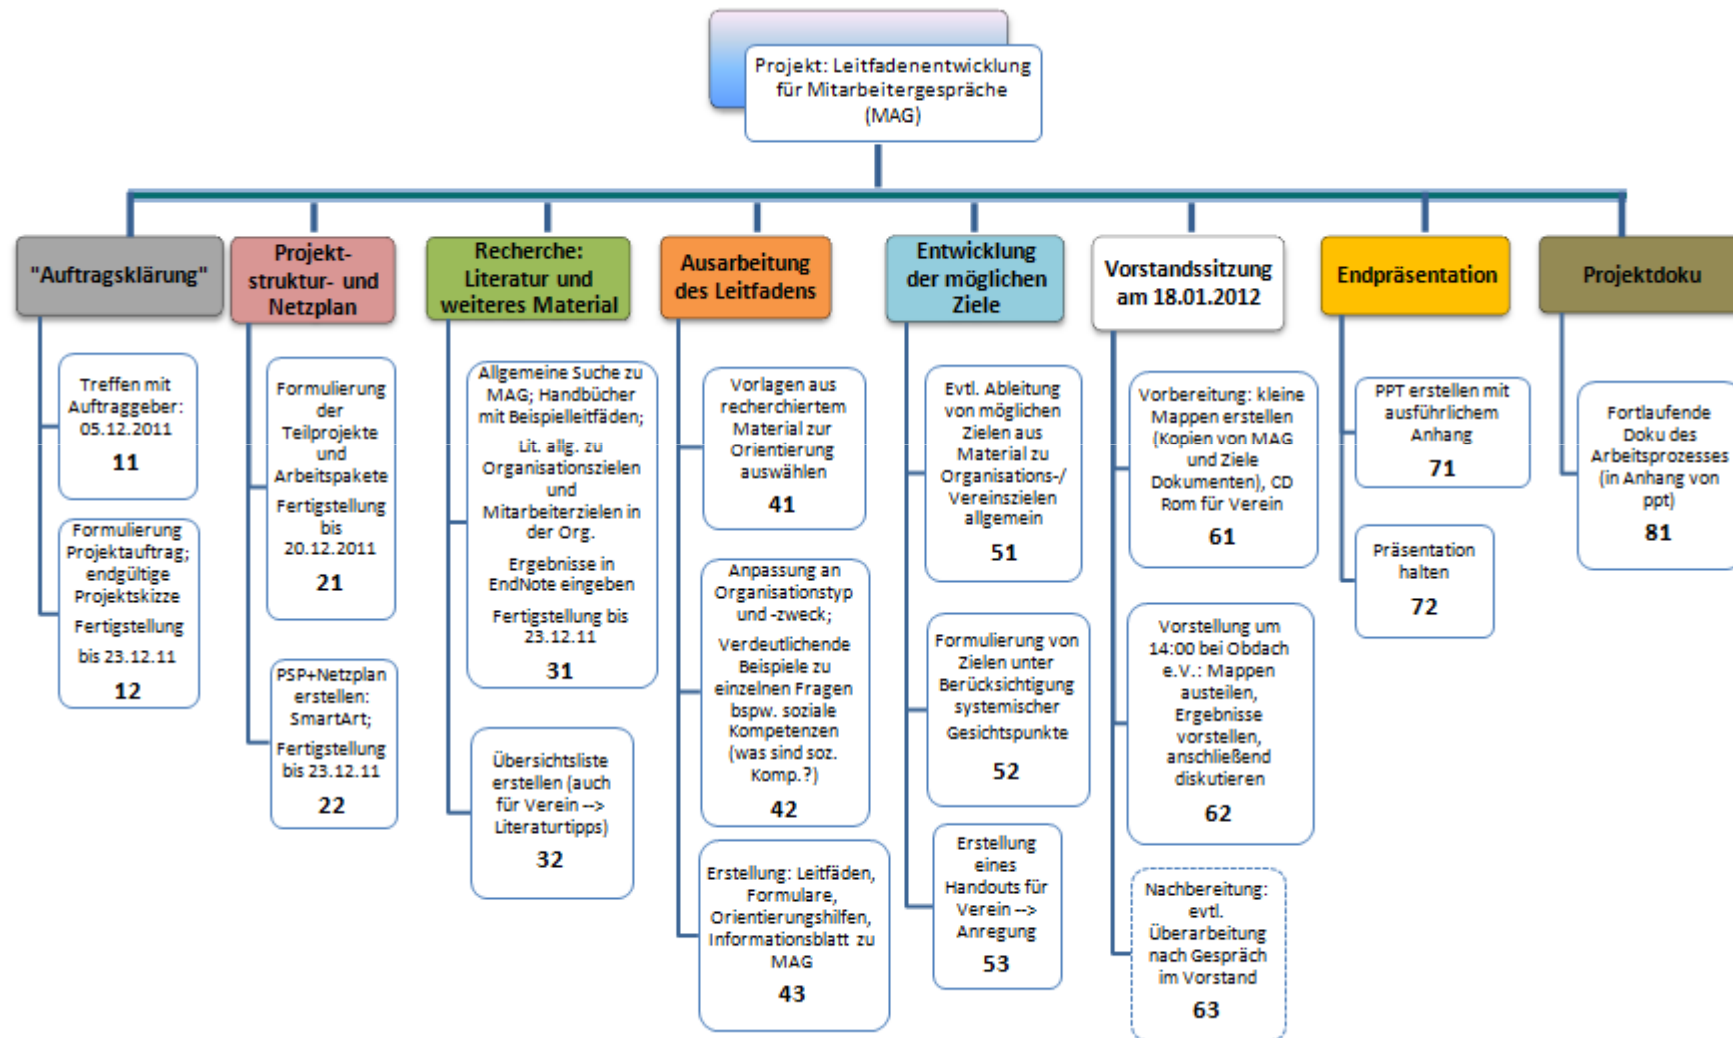 Projekt: Leitfadenentwicklung
für Mitarbeitergespräche
(MAG)
"Auftragsklärung"
Treffen mit
Auftraggeber:
05.12.2011
11
Formulierung
Projektauftrag;
endgültige
Projektskizze
Fertigstellung
bis 23.12.11
12
Projekt-
struktur- und
Netzplan
Formulierung
der
Teilprojekte
und
Arbeitspakete
Fertigstellung
bis
20.12.2011
21
PSP+Netzplan
erstellen:
SmartArt;
Fertigstellung
bis 23.12.11
22
Recherche:
Literatur und
weiteres Material
Allgemeine Suche zu
MAG; Handbücher
mit Beispielleitfäden;
Lit. allg. zu
Organisationszielen
und
Mitarbeiterzielen in
der Org.
Ergebnisse in
EndNote eingeben
Fertigstellung bis
23.12.11
31
Übersichtsliste
erstellen (auch
für Verein -->
Literaturtipps)
32
Ausarbeitung
des Leitfadens
Vorlagen aus
recherchiertem
Material zur
Orientierung
auswählen
41
Anpassung an
Organisationstyp
und -zweck;
Verdeutlichende
Beispiele zu
einzelnen Fragen
bspw. soziale
Kompetenzen
(was sind soz.
Komp.?)
42
Erstellung: Leitfäden,
Formulare,
Orientierungshilfen,
Informationsblatt zu
MAG
43
Entwicklung
der möglichen
Ziele
Evtl. Ableitung
von möglichen
Zielen aus
Material zu
Organisations-/
Vereinszielen
allgemein
51
Formulierung von
Zielen unter
Berücksichtigung
systemischer
Gesichtspunkte
52
Erstellung
eines
Handouts für
Verein -->
Anregung
53
Vorstandssitzung
am 18.01.2012
Vorbereitung: kleine
Mappen erstellen
(Kopien von MAG
und Ziele
Dokumenten), CD
Rom für Verein
61
Vorstellung um
14:00 bei Obdach
e.V.: Mappen
austeilen,
Ergebnisse
vorstellen,
anschließend
diskutieren
62
Nachbereitung:
evtl.
Überarbeitung
nach Gespräch
im Vorstand
63
Endpräsentation
PPT erstellen mit
ausführlichem
Anhang
71
Präsentation
halten
72
Projektdoku
Fortlaufende
Doku des
Arbeitsprozesses
(in Anhang von
ppt)
81